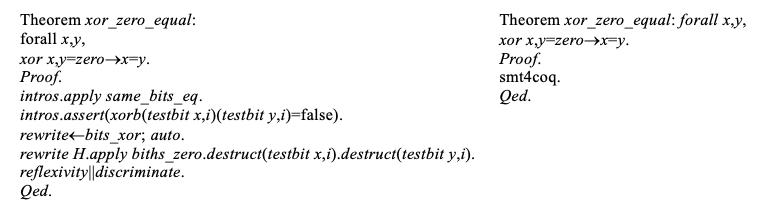 Theorem xor_zero_equal:
forall x,y,
xor x,y=zero→x=y.
Proof.
intros.apply same_bits_eq.
intros.assert(xorb(testbit x,i)(testbit y,i)=false).
rewrite←bits_xor; auto.
rewrite H.apply biths_zero.destruct(testbit x,i).destruct(testbit y,i).
reflexivity||discriminate.
Qed.
Theorem xor_zero_equal: forall x,y,
xor x,y=zero→x=y.
Proof.
smt4coq.
Qed.